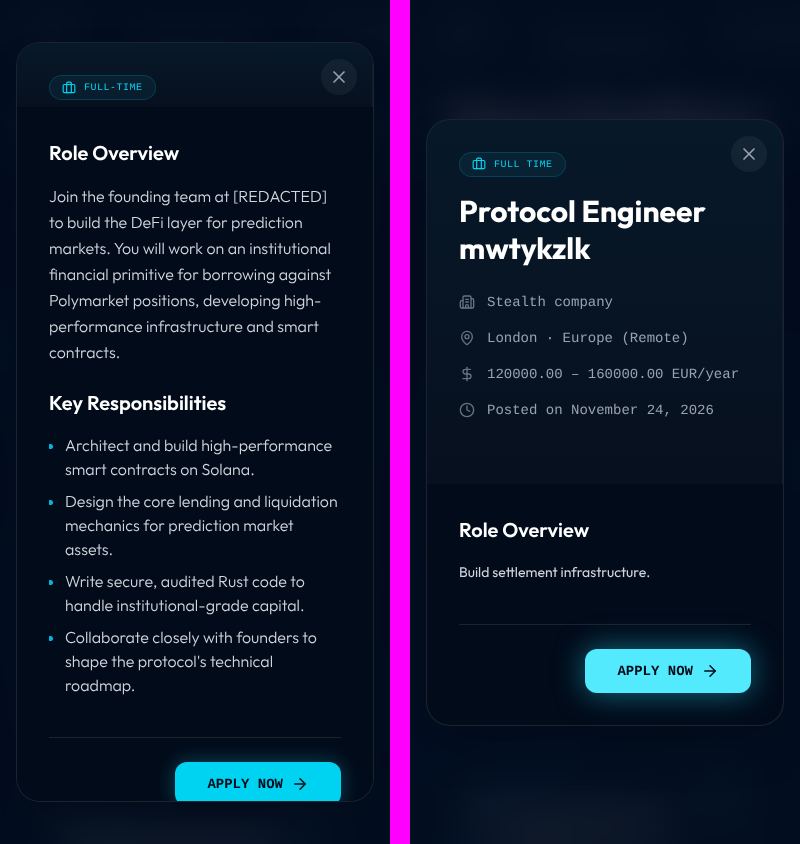 FULL-TIME
Role Overview
Join the founding team at [REDACTED]
to build the DeFi layer for prediction
markets. You will work on an institutional
financial primitive for borrowing against
Polymarket positions, developing high-
performance infrastructure and smart
contracts.
Key Responsibilities
Architect and build high-performance
smart contracts on Solana.
Design the core lending and liquidation
mechanics for prediction market
assets.
Write secure, audited Rust code to
handle institutional-grade capital.
Collaborate closely with founders to
shape the protocol's technical
roadmap.
APPLY NOW
FULL TIME
Protocol Engineer
mwtykzlk
Stealth company
London · Europe (Remote)
120000.00 – 160000.00 EUR/year
Posted on November 24, 2026
Role Overview
Build settlement infrastructure.
APPLY NOW